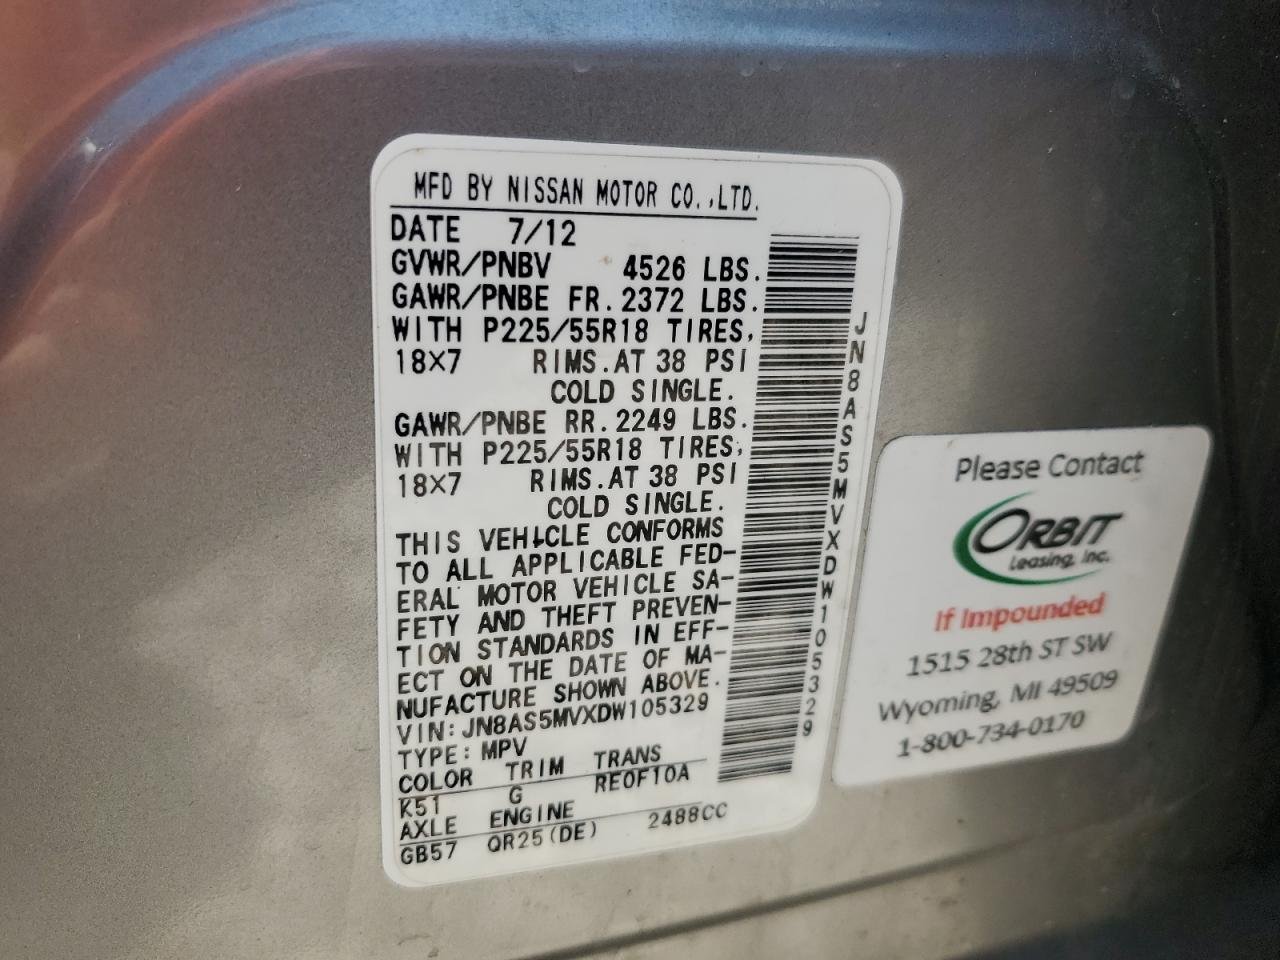 MFD BY NISSAN MOTOR CO.,LTD.
DATE 7/12
GVWR/PNBV 4526 LBS.
GAWR/PNBE FR. 2372 LBS.
WITH P225/55R18 TIRES,
18X7 RIMS. AT 38 PSI
COLD SINGLE.
GAWR/PNBE RR. 2249 LBS.
WITH P225/55R18 TIRES,
18X7 RIMS. AT 38 PSI
COLD SINGLE.
THIS VEHICLE CONFORMS
TO ALL APPLICABLE FED-
ERAL MOTOR VEHICLE SA-
FETY AND THEFT PREVEN-
TION STANDARDS IN EFF-
ECT ON THE DATE OF MA-
NUFACTURE SHOWN ABOVE.
VIN: JN8AS5MVXDW105329
TYPE: MPV
COLOR TRIM TRANS
K51 G RE0F10A
AXLE ENGINE
GB57 QR25(DE) 2488CC
JN8AS5MVXDW105329
Please Contact
ORBIT
Leasing, Inc.
If Impounded
1515 28th ST SW
Wyoming, MI 49509
1-800-734-0170